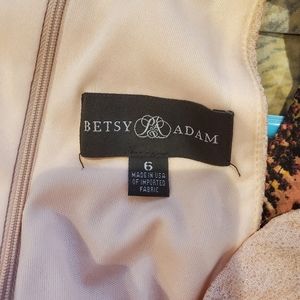 BETSY ADAM
6
MADE IN USA
OF IMPORTED
FABRIC